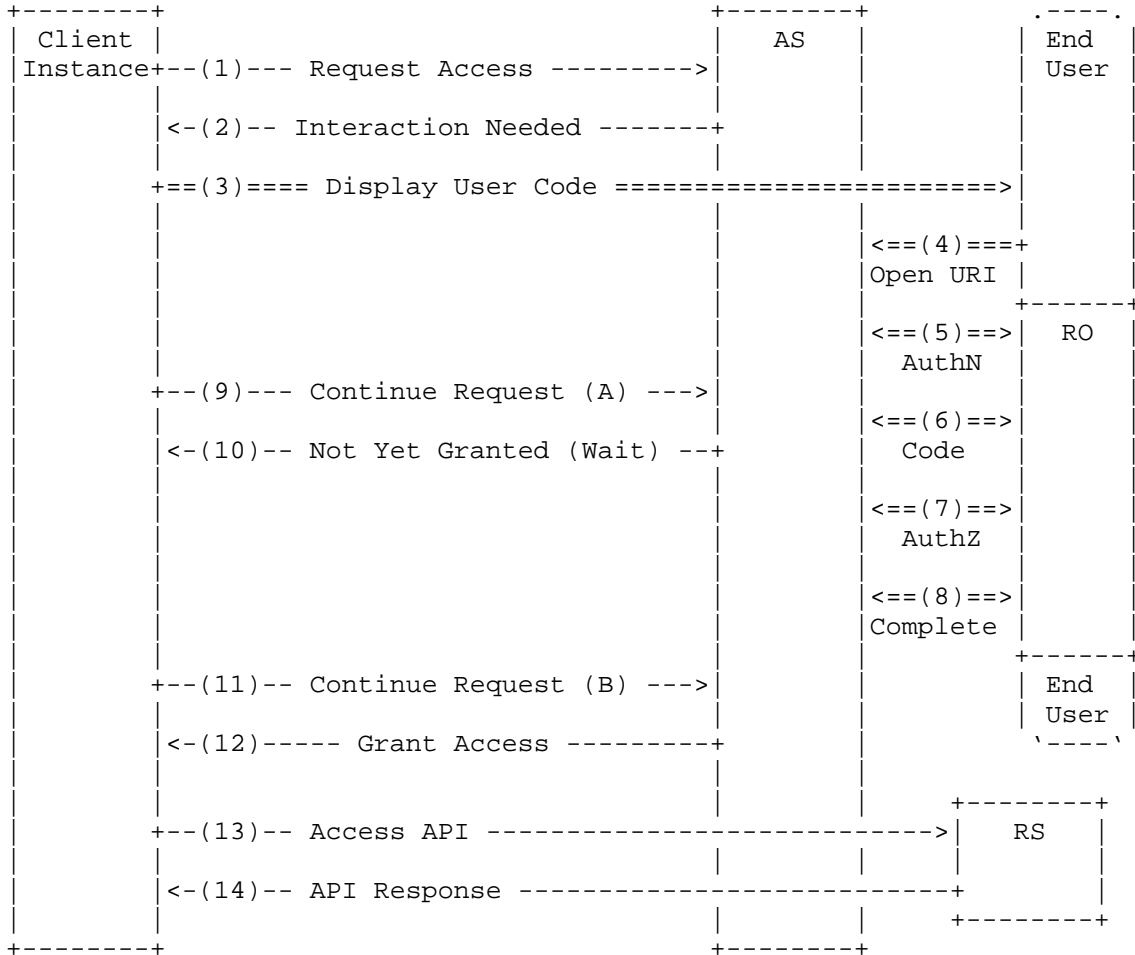 Client AS End
Instance (1) Request Access User
(2) Interaction Needed
(3) Display User Code
(4)
Open URI
(5) RO
AuthN
(9) Continue Request (A)
(6)
(10) Not Yet Granted (Wait) Code
(7)
AuthZ
(8)
Complete
(11) Continue Request (B) End
User
(12) Grant Access
(13) Access API RS
(14) API Response